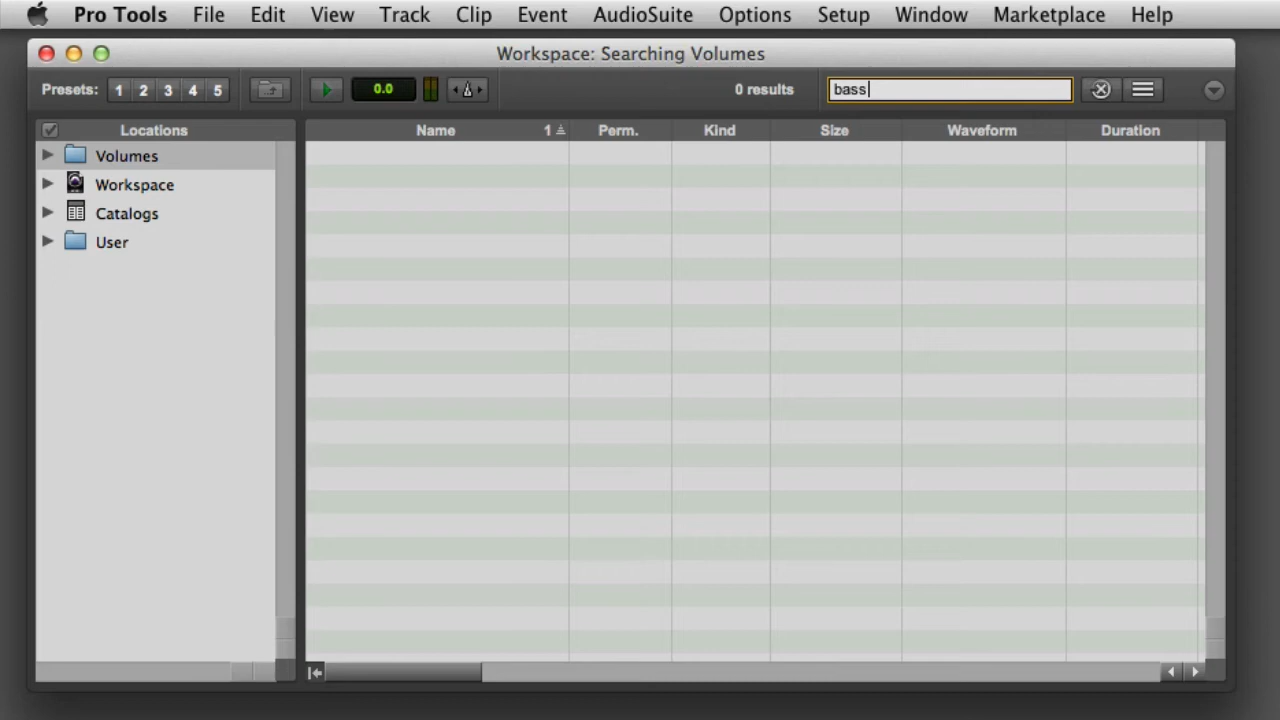 Pro Tools File Edit View Track Clip Event AudioSuite Options Setup Window Marketplace Help
Workspace: Searching Volumes
Presets: 1 2 3 4 5 0.0 0 results bass
Locations Name 1 Perm. Kind Size Waveform Duration
Volumes
Workspace
Catalogs
User